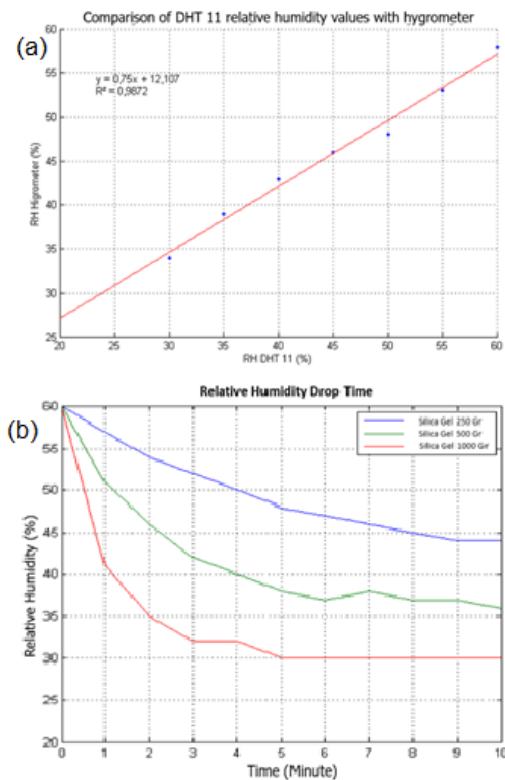 (a)
Comparison of DHT 11 relative humidity values with hygrometer
y = 0,75x + 12,107
R² = 0,9872
60
55
50
45
40
35
30
25
RH Higrometer (%)
20 25 30 35 40 45 50 55 60
RH DHT 11 (%)
(b)
Relative Humidity Drop Time
Silica Gel 250 Gr
Silica Gel 500 Gr
Silica Gel 1000 Grr
60
55
50
45
40
35
30
25
20
Relative Humidity (%)
0 1 2 3 4 5 6 7 8 9 10
Time (Minute)